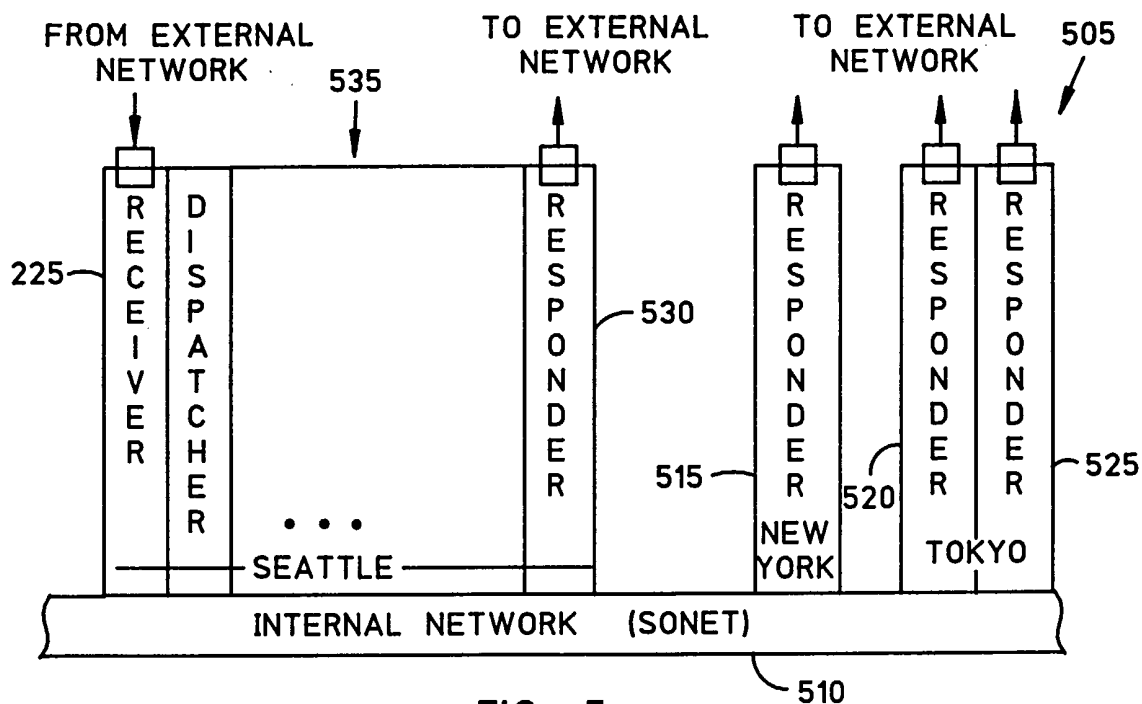 FROM EXTERNAL
NETWORK
TO EXTERNAL
NETWORK
TO EXTERNAL
NETWORK
505
535
RECEIVER
DISPATCHER
RESPONDER
RESPONDER
RESPONDER
RESPONDER
225
530
515
520
525
• • •
SEATTLE
NEW
YORK
TOKYO
INTERNAL NETWORK (SONET)
510